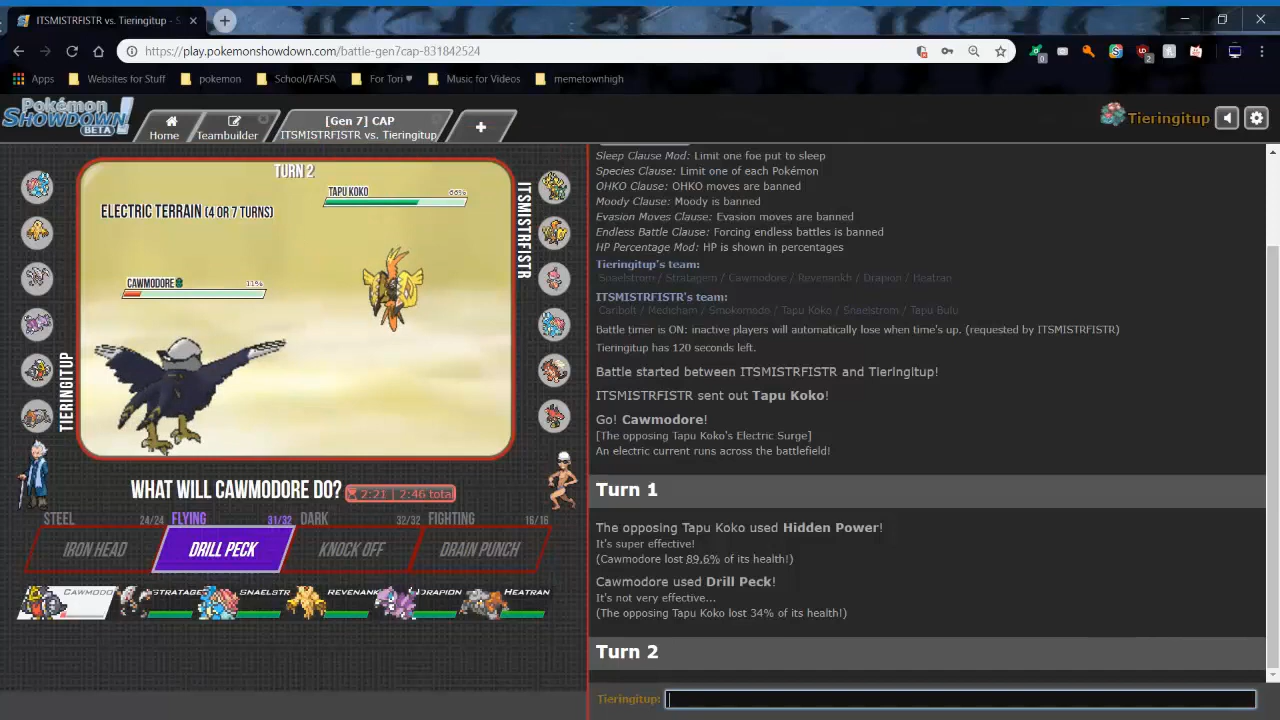 ITSMISTRFISTR vs. Tieringitup - S
https://play.pokemonshowdown.com/battle-gen7cap-831842524
Apps Websites for Stuff pokemon School/FAFSA For Tori ♥ Music for Videos memetownhigh
Pokémon
SHOWDOWN!
BETA
Home
Teambuilder
[Gen 7] CAP
ITSMISTRFISTR vs. Tieringitup
+
Tieringitup
TURN 2
ELECTRIC TERRAIN (4 OR 7 TURNS)
TAPU KOKO 66%
CAWMODORE 11%
TIERINGITUP
ITSMISTRFISTR
WHAT WILL CAWMODORE DO? 2:21 | 2:46 total
STEEL 24/24 FLYING 31/32 DARK 32/32 FIGHTING 16/16
IRON HEAD DRILL PECK KNOCK OFF DRAIN PUNCH
CAWMODO STRATAGE SNAELSTR REVENANK DRAPION HEATRAN
Sleep Clause Mod: Limit one foe put to sleep
Species Clause: Limit one of each Pokémon
OHKO Clause: OHKO moves are banned
Moody Clause: Moody is banned
Evasion Moves Clause: Evasion moves are banned
Endless Battle Clause: Forcing endless battles is banned
HP Percentage Mod: HP is shown in percentages
Tieringitup's team:
Snaelstrom / Stratagem / Cawmodore / Revenankh / Drapion / Heatran
ITSMISTRFISTR's team:
Caribolt / Medicham / Smokomodo / Tapu Koko / Snaelstrom / Tapu Bulu
Battle timer is ON: inactive players will automatically lose when time's up. (requested by ITSMISTRFISTR)
Tieringitup has 120 seconds left.
Battle started between ITSMISTRFISTR and Tieringitup!
ITSMISTRFISTR sent out Tapu Koko!
Go! Cawmodore!
[The opposing Tapu Koko's Electric Surge]
An electric current runs across the battlefield!
Turn 1
The opposing Tapu Koko used Hidden Power!
It's super effective!
(Cawmodore lost 89.6% of its health!)
Cawmodore used Drill Peck!
It's not very effective...
(The opposing Tapu Koko lost 34% of its health!)
Turn 2
Tieringitup: